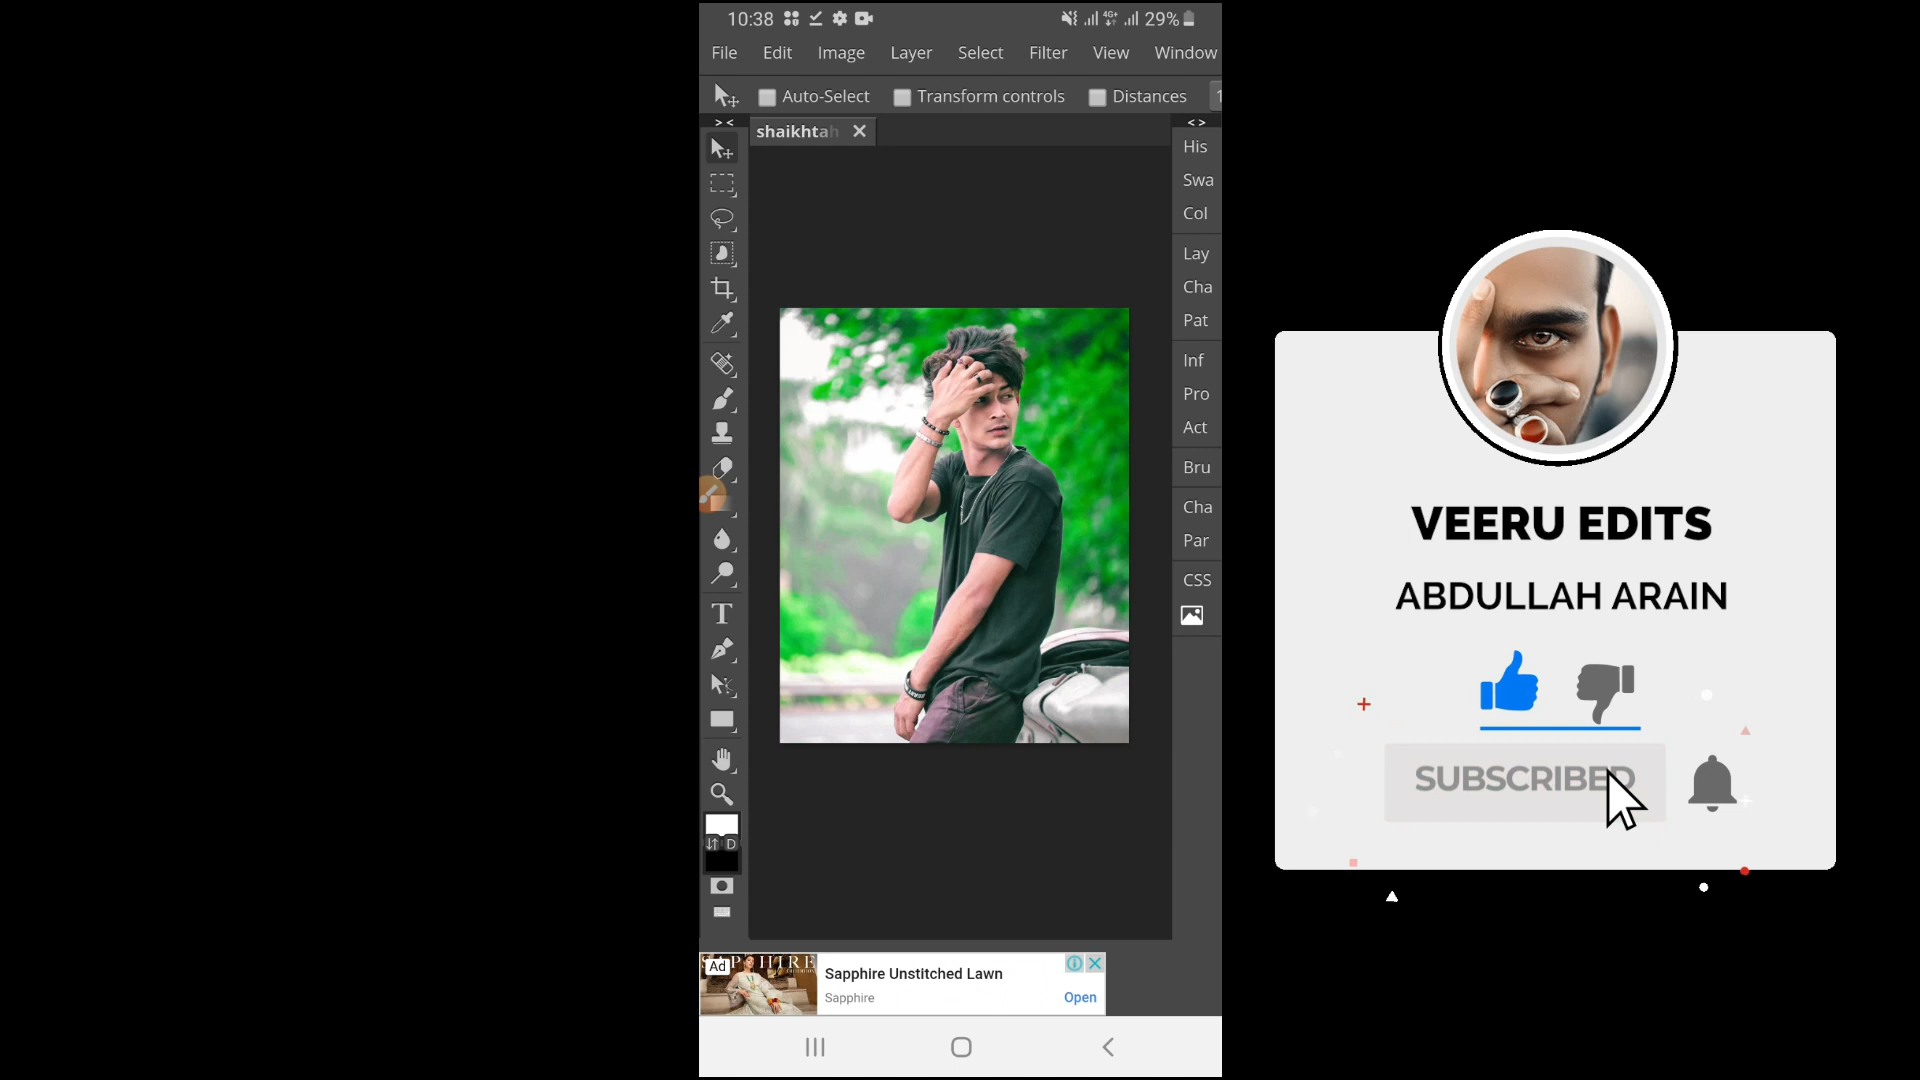 10:38
4G+
29%
File Edit Image Layer Select Filter View Window
Auto-Select Transform controls Distances
> <
< >
shaikhtah
His
Swa
Col
Lay
Cha
Pat
Inf
Pro
Act
Bru
Cha
Par
CSS
T
D
Ad
SAPPHIRE
Sapphire Unstitched Lawn
Sapphire
Open
VEERU EDITS
ABDULLAH ARAIN
SUBSCRIBED